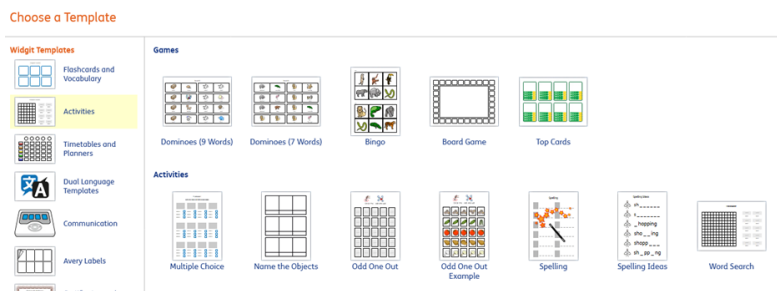 Choose a Template
Widgit Templates
Flashcards and
Vocabulary
Activities
Timetables and
Planners
Dual Language
Templates
Communication
Avery Labels
Games
Dominoes (9 Words)
Dominoes (7 Words)
Bingo
Board Game
Top Cards
Activities
Multiple Choice
Name the Objects
Odd One Out
Odd One Out
Example
Spelling
Spelling Ideas
Word Search